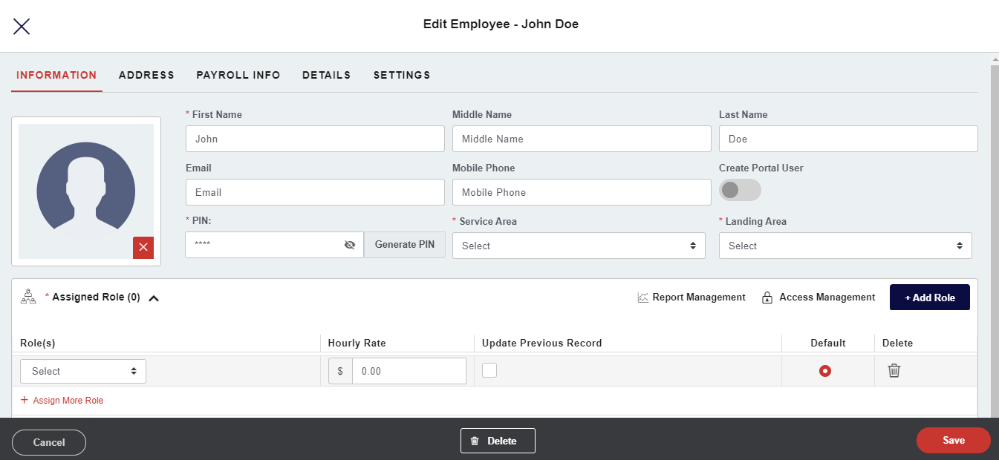 Edit Employee - John Doe
INFORMATION ADDRESS PAYROLL INFO DETAILS SETTINGS
* First Name Middle Name Last Name
John Middle Name Doe
Email Mobile Phone Create Portal User
Email Mobile Phone
* PIN: * Service Area * Landing Area
**** Generate PIN Select Select
* Assigned Role (0) Report Management Access Management + Add Role
Role(s) Hourly Rate Update Previous Record Default Delete
Select $ 0.00
+ Assign More Role
Cancel Delete Save